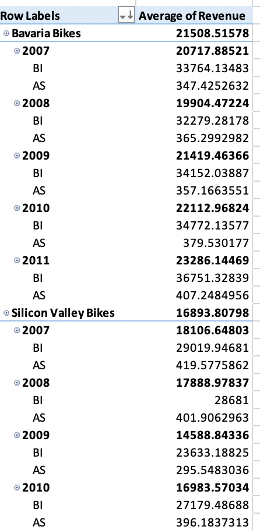 Row Labels Average of Revenue
Bavaria Bikes 21508.51578
2007 20717.88521
BI 33764.13483
AS 347.4252632
2008 19904.47224
BI 32279.28178
AS 365.2992982
2009 21419.46366
BI 34152.03887
AS 357.1663551
2010 22112.96824
BI 34772.13577
AS 379.530177
2011 23286.14469
BI 36751.32839
AS 407.2484956
Silicon Valley Bikes 16893.80798
2007 18106.64803
BI 29019.94681
AS 419.5775862
2008 17888.97837
BI 28681
AS 401.9062963
2009 14588.84336
BI 23633.18825
AS 295.5483036
2010 16983.57034
BI 27179.48688
AS 396.1837313